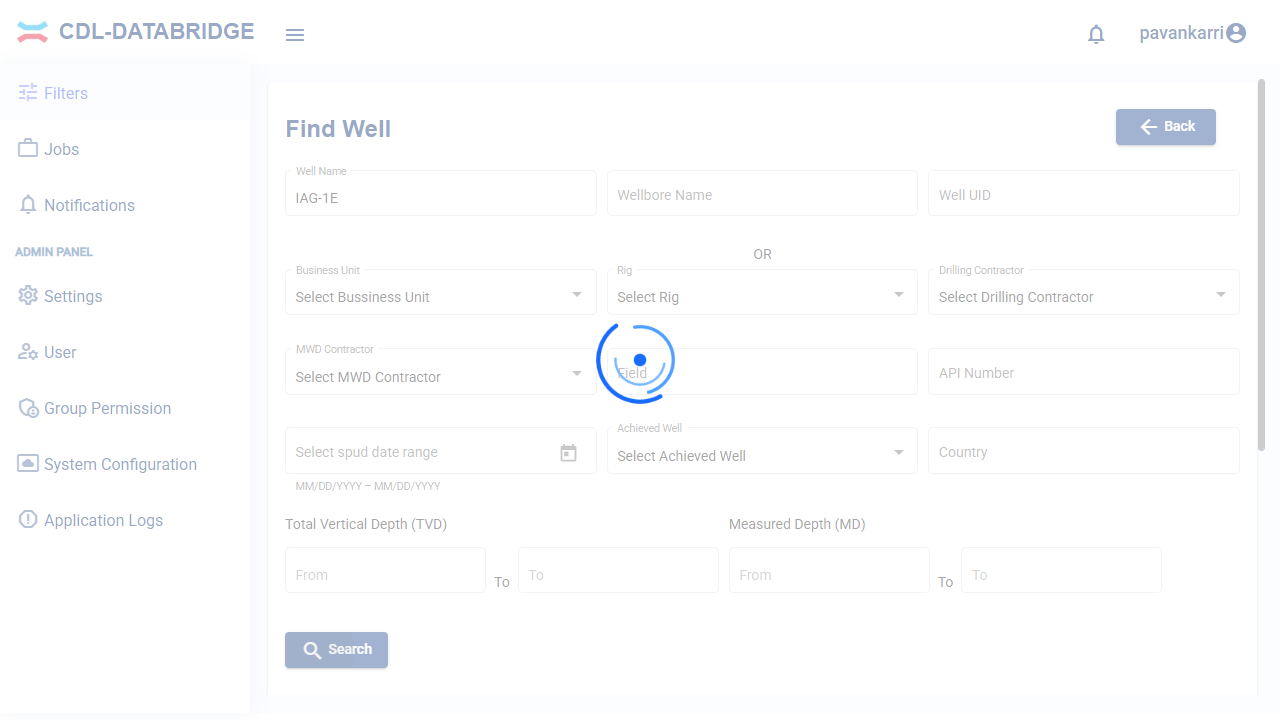 CDL-DATABRIDGE
pavankarri
Filters
Jobs
Notifications
ADMIN PANEL
Settings
User
Group Permission
System Configuration
Application Logs
Find Well
Back
Well Name
IAG-1E
Wellbore Name
Well UID
OR
Business Unit
Select Bussiness Unit
Rig
Select Rig
Drilling Contractor
Select Drilling Contractor
MWD Contractor
Select MWD Contractor
Field
API Number
Select spud date range
MM/DD/YYYY – MM/DD/YYYY
Achieved Well
Select Achieved Well
Country
Total Vertical Depth (TVD)
From
To
To
Measured Depth (MD)
From
To
To
Search